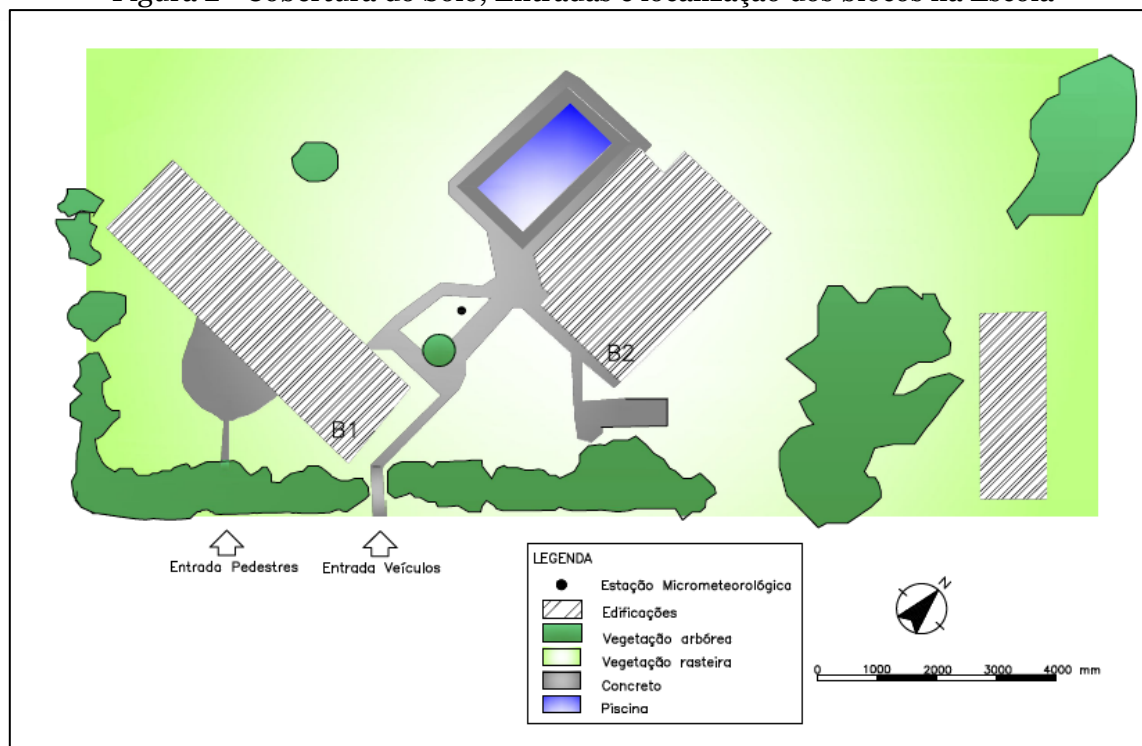 Figura 2 - Cobertura do Solo, Entradas e localização dos blocos na Escola
B1
B2
Entrada Pedestres
Entrada Veículos
LEGENDA
Estação Micrometeorológica
Edificações
Vegetação arbórea
Vegetação rasteira
Concreto
Piscina
N
0 1000 2000 3000 4000 mm